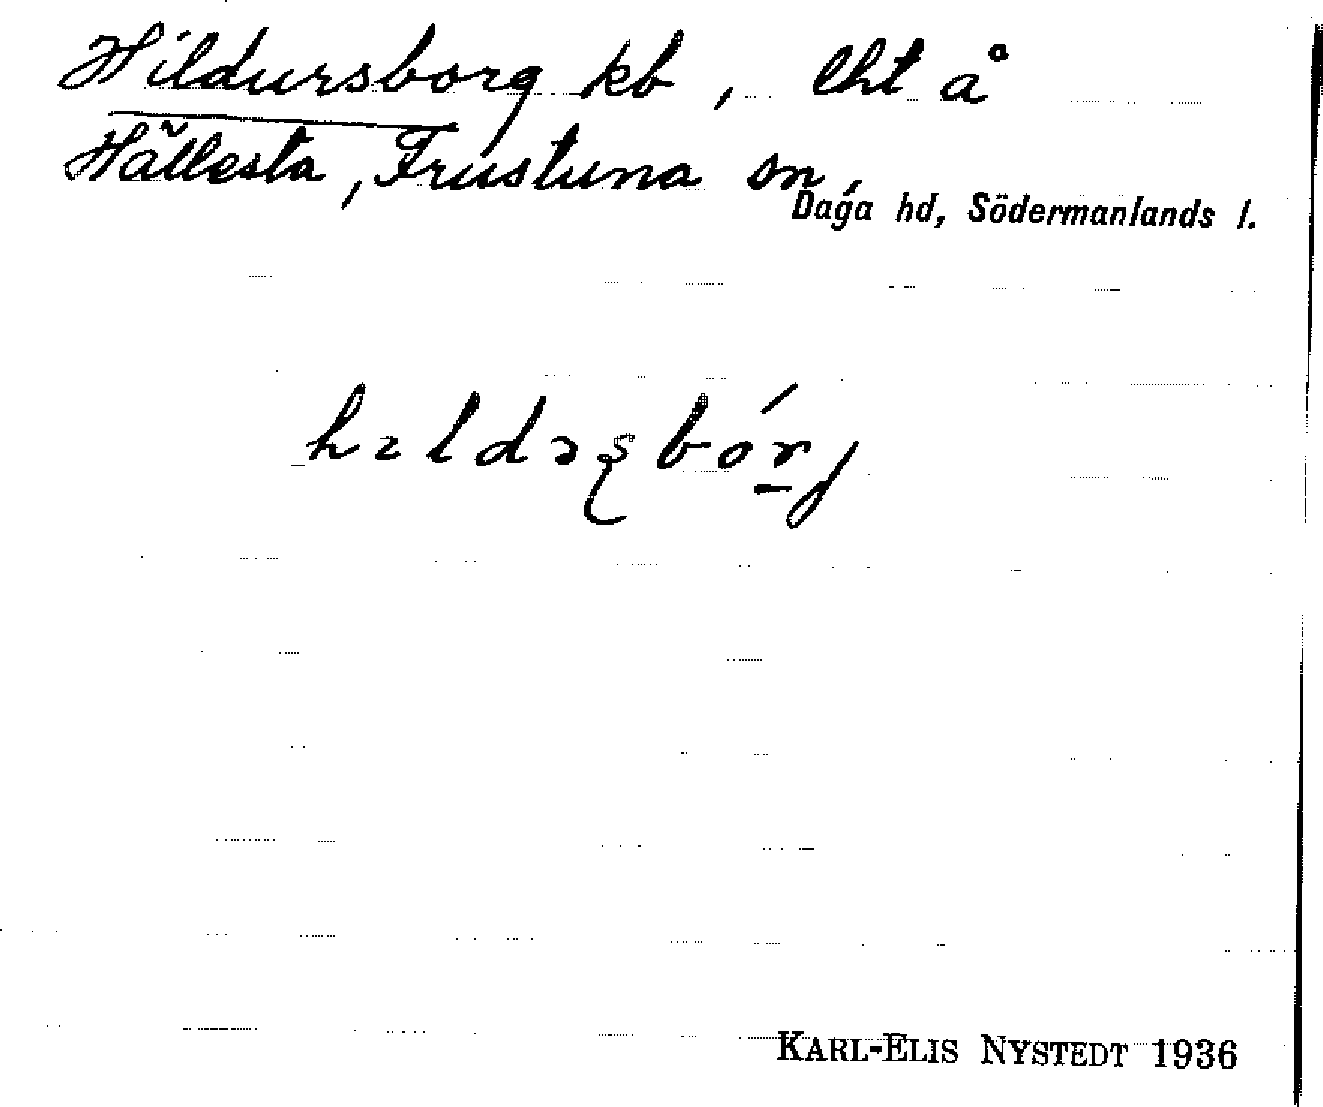 Hildursborg kb, lht å
Hällesta, Frustuna sn,
Daga hd, Södermanlands l.
KARL-ELIS NYSTEDT 1936